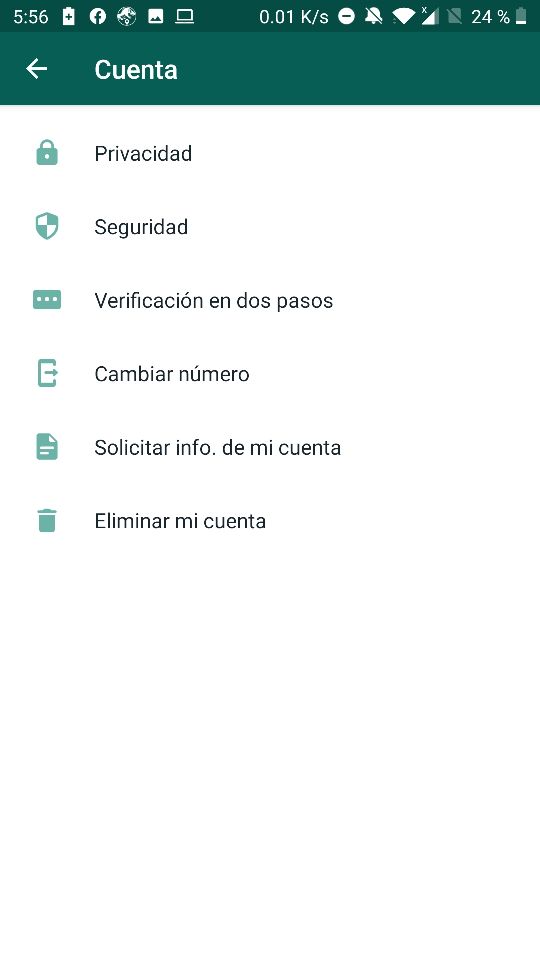 5:56 0.01 K/s 24 %
Cuenta
Privacidad
Seguridad
Verificación en dos pasos
Cambiar número
Solicitar info. de mi cuenta
Eliminar mi cuenta